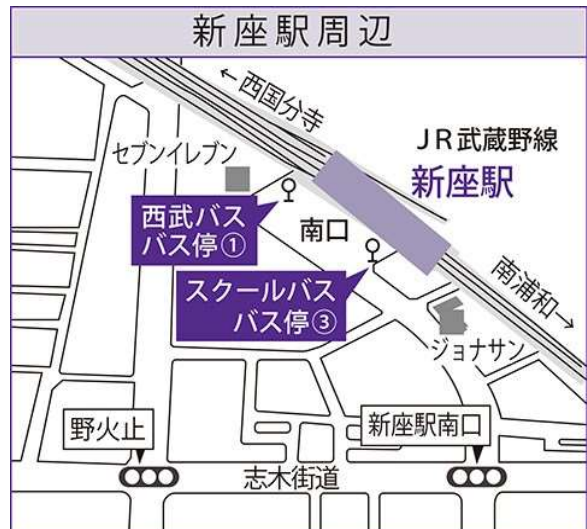 新座駅周辺
←西国分寺
JR武蔵野線
新座駅
セブンイレブン
西武バス
バス停①
南口
スクールバス
バス停③
南浦和→
ジョナサン
野火止
新座駅南口
志木街道